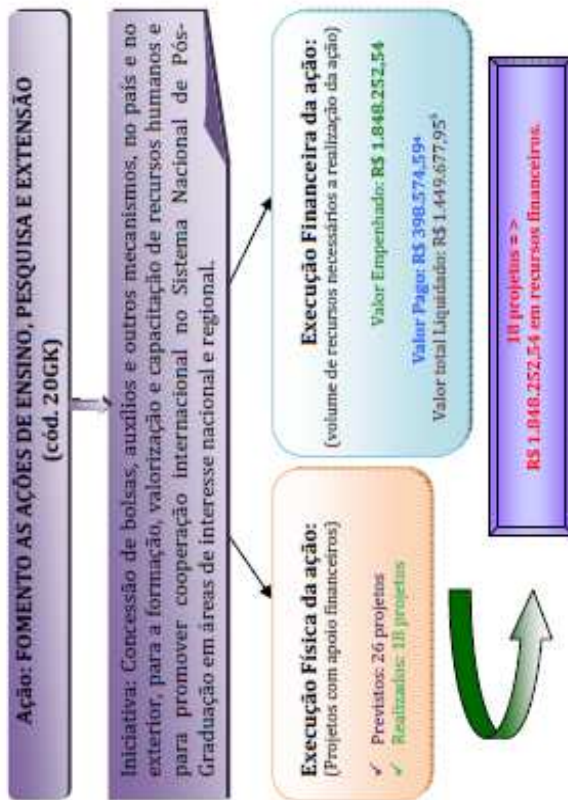 Ação: FOMENTO AS AÇÕES DE ENSINO, PESQUISA E EXTENSÃO
(cód. 20GK)
Iniciativa: Concessão de bolsas, auxílios e outros mecanismos, no país e no
exterior, para a formação, valorização e capacitação de recursos humanos e
para promover cooperação internacional no Sistema Nacional de Pós-
Graduação em áreas de interesse nacional e regional.
Execução Física da ação:
(Projetos com apoio financeiros)
✓ Previstos: 26 projetos
✓ Realizados: 18 projetos
Execução Financeira da ação:
(volume de recursos necessários a realização da ação)
Valor Empenhado: R$ 1.848.252,54
Valor Pago: R$ 398.574,59⁴
Valor total Liquidado: R$ 1.449.677,95⁵
18 projetos = >
R$ 1.848.252,54 em recursos financeiros.